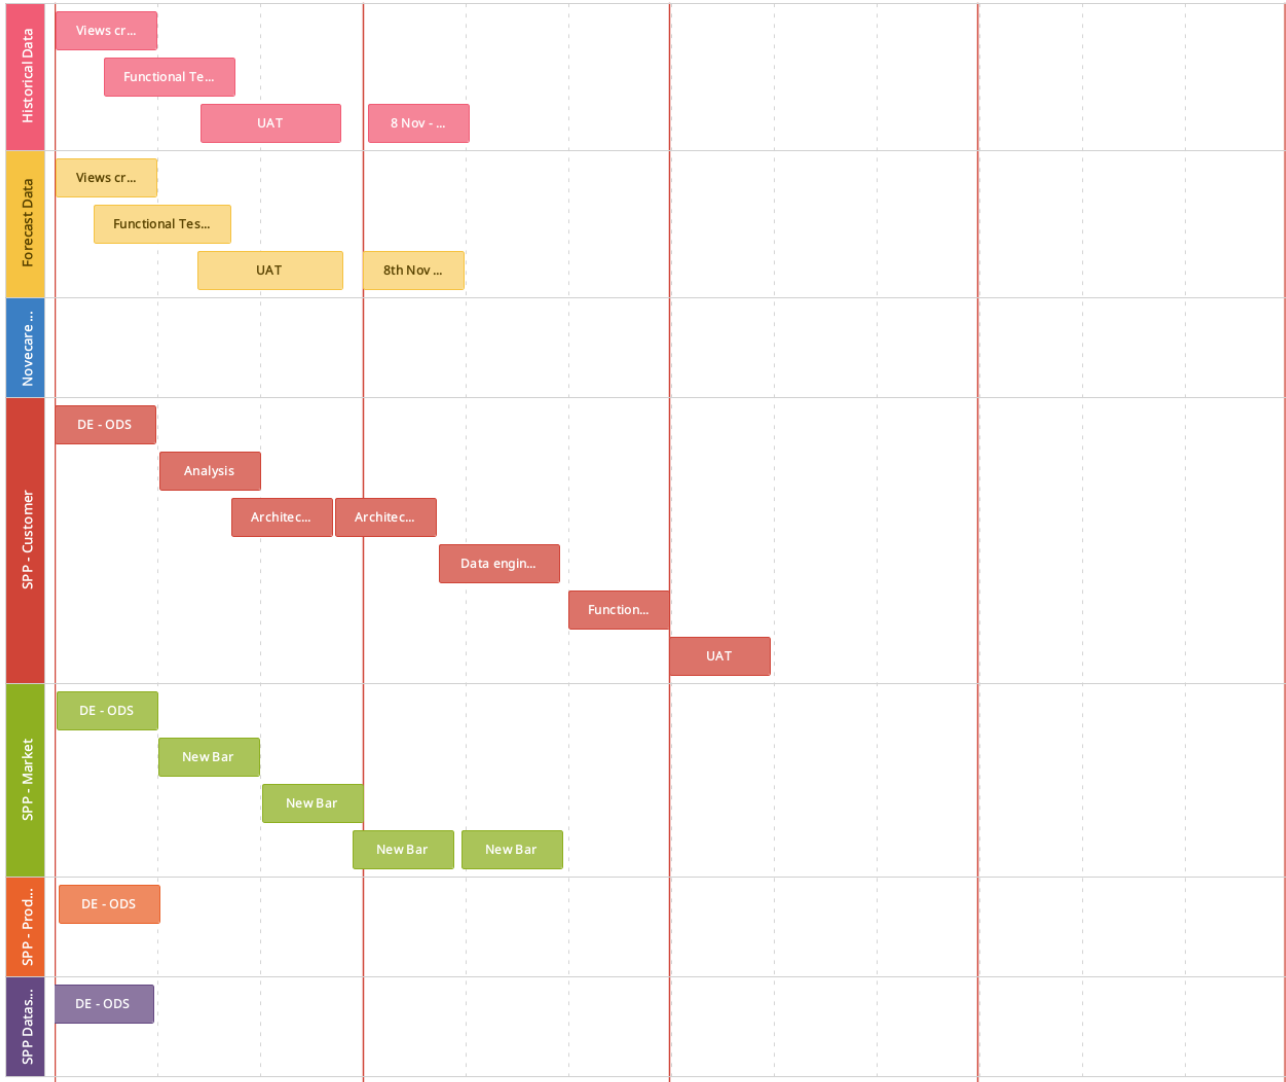 Historical Data
Views cr...
Functional Te...
UAT
8 Nov - ...
Forecast Data
Views cr...
Functional Tes...
UAT
8th Nov ...
Novecare ...
SPP - Customer
DE - ODS
Analysis
Architec...
Architec...
Data engin...
Function...
UAT
SPP - Market
DE - ODS
New Bar
New Bar
New Bar
New Bar
SPP - Prod...
DE - ODS
SPP Datas...
DE - ODS